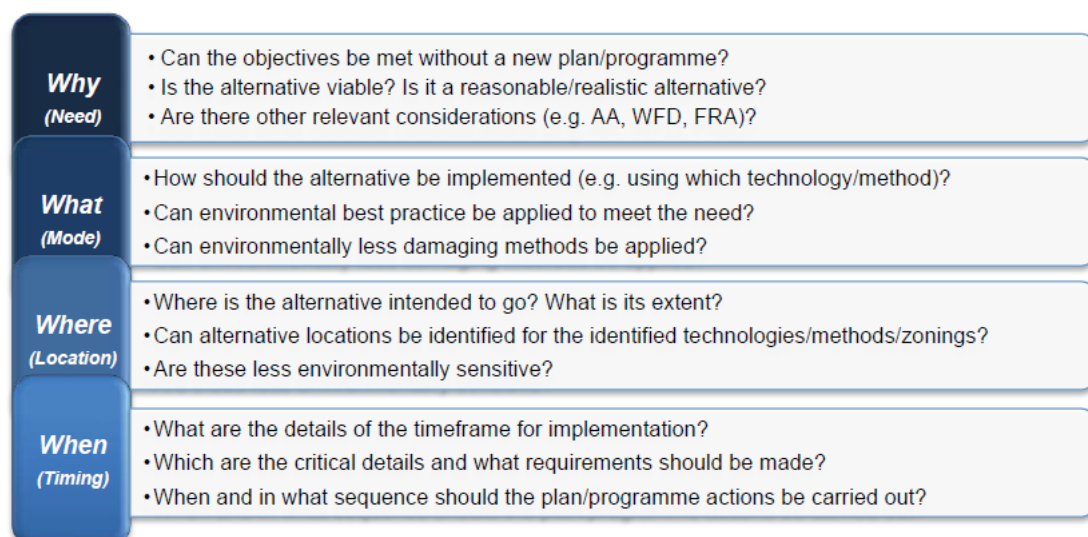 Why
(Need)
• Can the objectives be met without a new plan/programme?
• Is the alternative viable? Is it a reasonable/realistic alternative?
• Are there other relevant considerations (e.g. AA, WFD, FRA)?
What
(Mode)
• How should the alternative be implemented (e.g. using which technology/method)?
• Can environmental best practice be applied to meet the need?
• Can environmentally less damaging methods be applied?
Where
(Location)
• Where is the alternative intended to go? What is its extent?
• Can alternative locations be identified for the identified technologies/methods/zonings?
• Are these less environmentally sensitive?
When
(Timing)
• What are the details of the timeframe for implementation?
• Which are the critical details and what requirements should be made?
• When and in what sequence should the plan/programme actions be carried out?